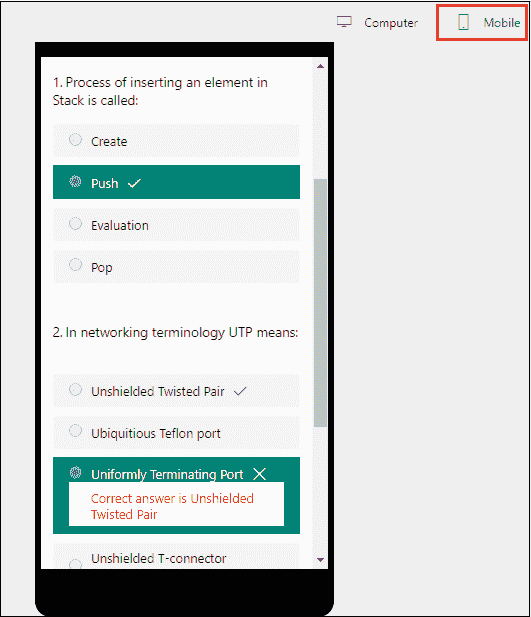 Computer
Mobile
1. Process of inserting an element in
Stack is called:
Create
Push
Evaluation
Pop
2. In networking terminology UTP means:
Unshielded Twisted Pair
Ubiquitious Teflon port
Uniformly Terminating Port
Correct answer is Unshielded
Twisted Pair
Unshielded T-connector